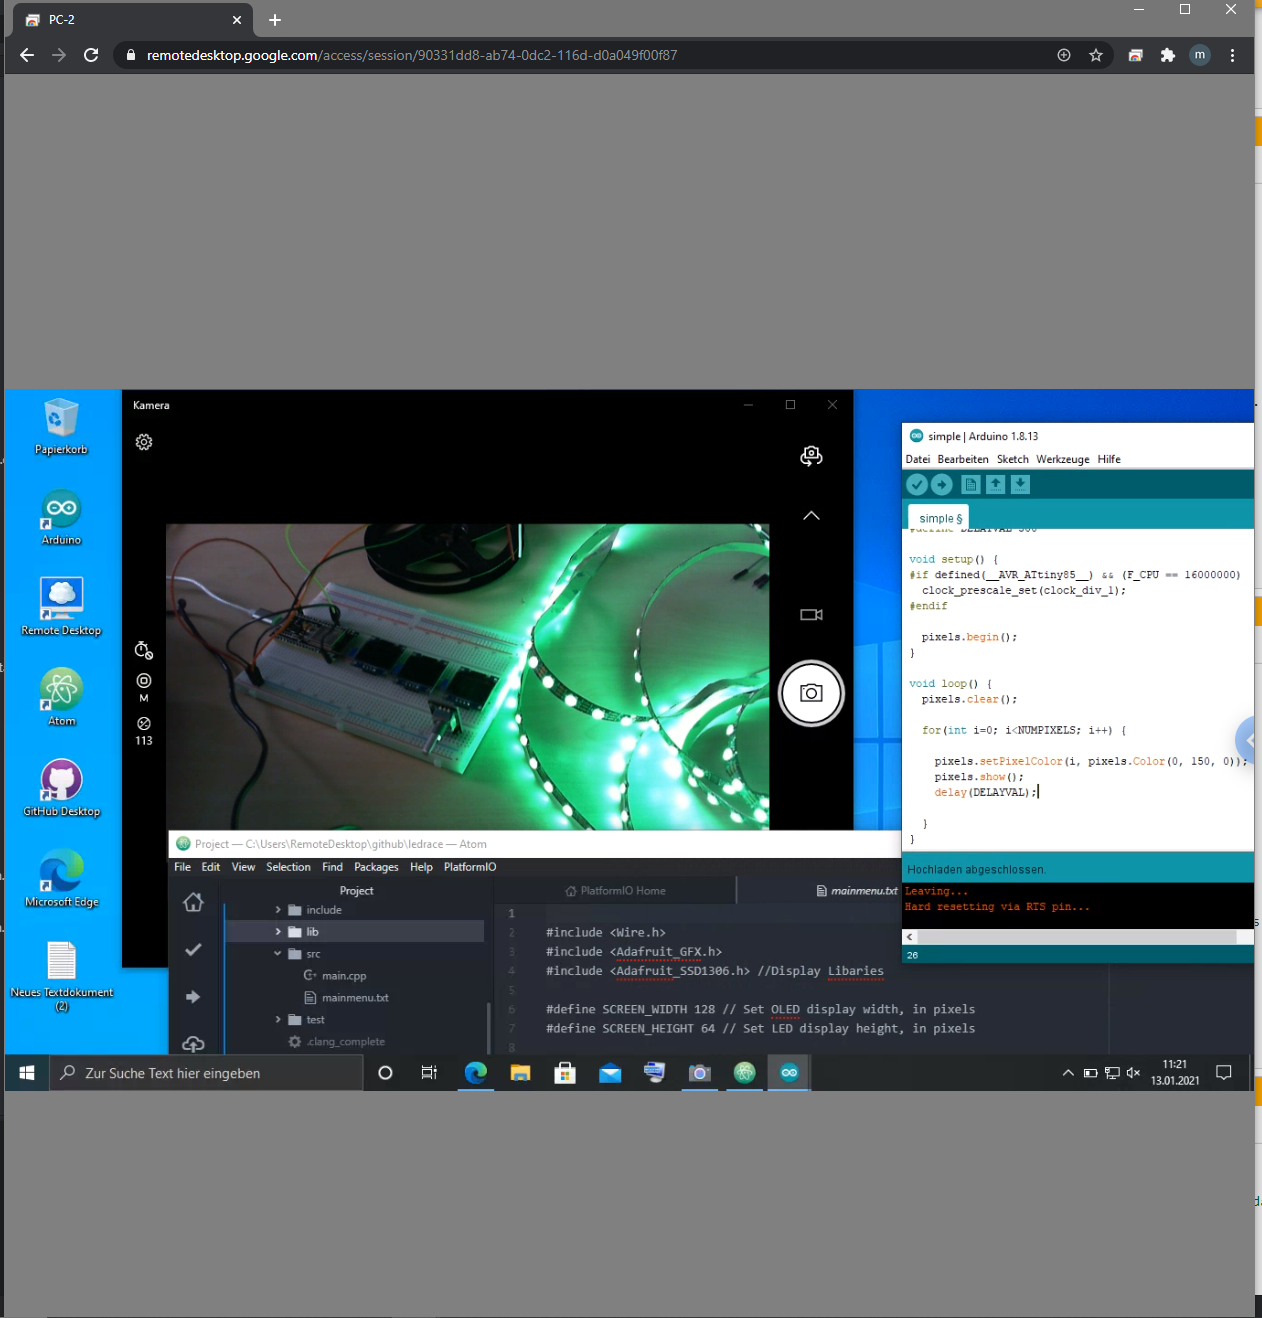 PC-2
remotedesktop.google.com/access/session/90331dd8-ab74-0dc2-116d-d0a049f00f87
m
Papierkorb
Arduino
Remote Desktop
Atom
GitHub Desktop
Microsoft Edge
Neues Textdokument
(2)
Kamera
M
113
simple | Arduino 1.8.13
Datei Bearbeiten Sketch Werkzeuge Hilfe
simple §
#define DELAYVAL 500
void setup() {
#if defined(__AVR_ATtiny85__) && (F_CPU == 16000000)
clock_prescale_set(clock_div_1);
#endif
pixels.begin();
}
void loop() {
pixels.clear();
for(int i=0; i<NUMPIXELS; i++) {
pixels.setPixelColor(i, pixels.Color(0, 150, 0));
pixels.show();
delay(DELAYVAL);
}
}
Hochladen abgeschlossen.
Leaving...
Hard resetting via RTS pin...
26
Project — C:\Users\RemoteDesktop\github\ledrace — Atom
File Edit View Selection Find Packages Help PlatformIO
Project
include
lib
src
main.cpp
mainmenu.txt
test
.clang_complete
PlatformIO Home
mainmenu.txt
1
2 #include <Wire.h>
3 #include <Adafruit_GFX.h>
4 #include <Adafruit_SSD1306.h> //Display Libaries
5
6 #define SCREEN_WIDTH 128 // Set OLED display width, in pixels
7 #define SCREEN_HEIGHT 64 // Set LED display height, in pixels
8
Zur Suche Text hier eingeben
11:21
13.01.2021